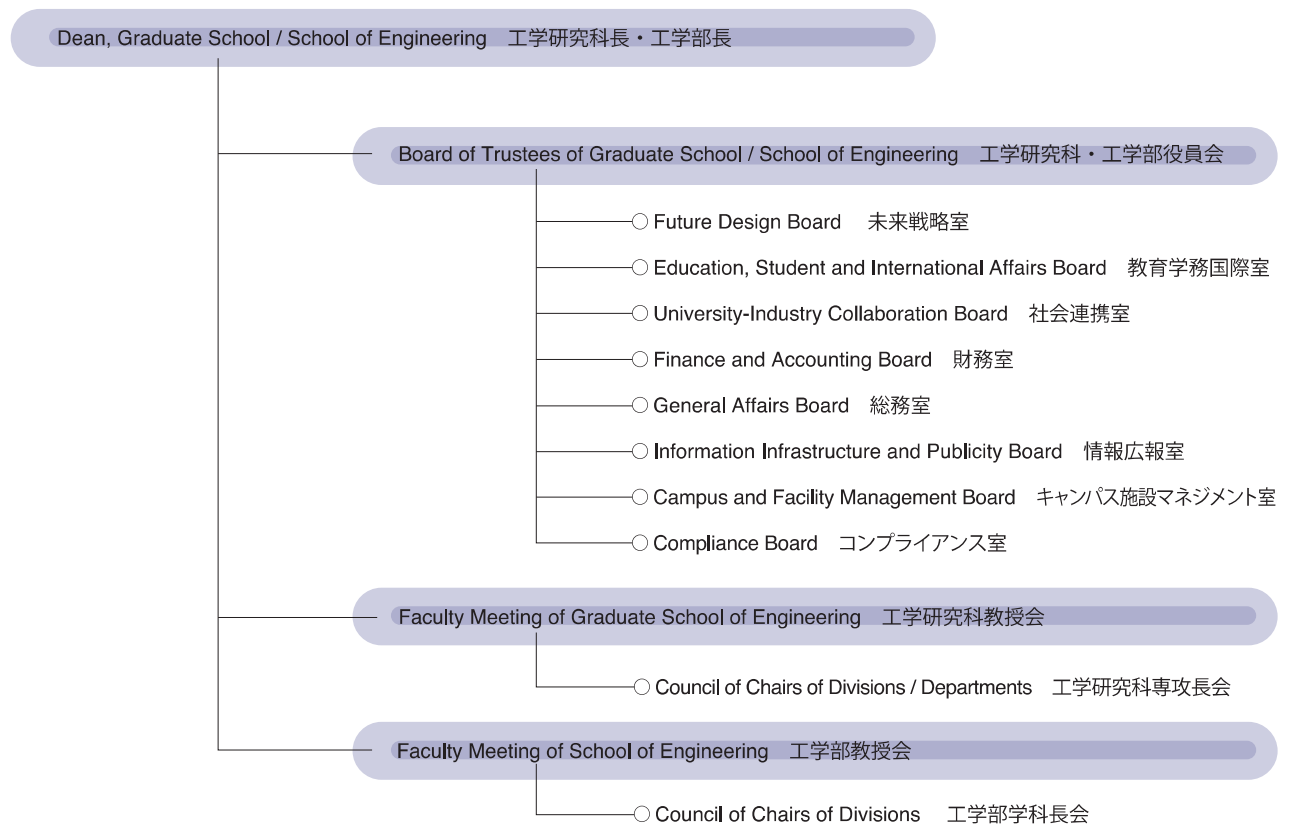 Dean, Graduate School / School of Engineering 工学研究科長・工学部長
Board of Trustees of Graduate School / School of Engineering 工学研究科・工学部役員会
Future Design Board 未来戦略室
Education, Student and International Affairs Board 教育学務国際室
University-Industry Collaboration Board 社会連携室
Finance and Accounting Board 財務室
General Affairs Board 総務室
Information Infrastructure and Publicity Board 情報広報室
Campus and Facility Management Board キャンパス施設マネジメント室
Compliance Board コンプライアンス室
Faculty Meeting of Graduate School of Engineering 工学研究科教授会
Council of Chairs of Divisions / Departments 工学研究科専攻長会
Faculty Meeting of School of Engineering 工学部教授会
Council of Chairs of Divisions 工学部学科長会